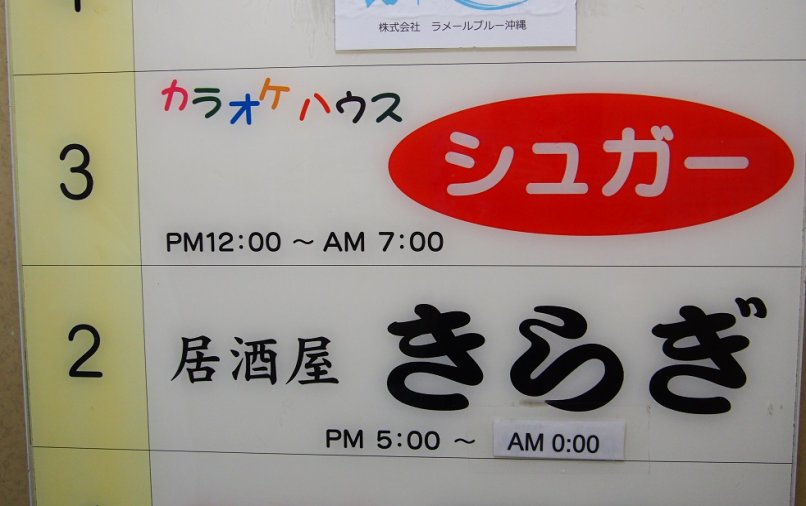 株式会社 ラメールブルー沖縄
3
カラオケハウス
シュガー
PM12:00 ～ AM 7:00
2
居酒屋 きらぎ
PM 5:00 ～ AM 0:00